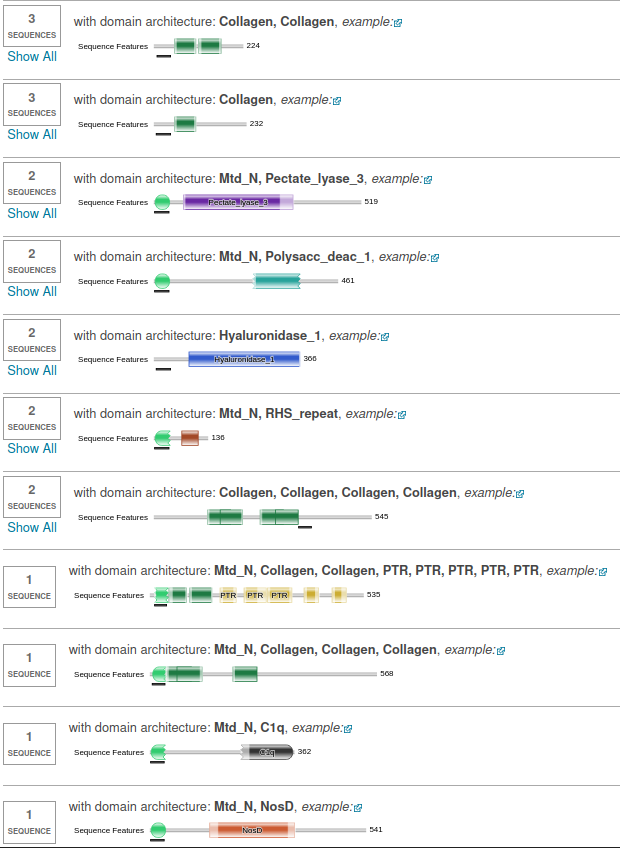 3
SEQUENCES
Show All
with domain architecture: Collagen, Collagen, example:
Sequence Features
224
3
SEQUENCES
Show All
with domain architecture: Collagen, example:
Sequence Features
232
2
SEQUENCES
Show All
with domain architecture: Mtd_N, Pectate_lyase_3, example:
Sequence Features
Pectate_lyase_3
519
2
SEQUENCES
Show All
with domain architecture: Mtd_N, Polysacc_deac_1, example:
Sequence Features
461
2
SEQUENCES
Show All
with domain architecture: Hyaluronidase_1, example:
Sequence Features
Hyaluronidase_1
366
2
SEQUENCES
Show All
with domain architecture: Mtd_N, RHS_repeat, example:
Sequence Features
136
2
SEQUENCES
Show All
with domain architecture: Collagen, Collagen, Collagen, Collagen, example:
Sequence Features
545
1
SEQUENCE
with domain architecture: Mtd_N, Collagen, Collagen, PTR, PTR, PTR, PTR, PTR, example:
Sequence Features
PTR PTR PTR
535
1
SEQUENCE
with domain architecture: Mtd_N, Collagen, Collagen, Collagen, example:
Sequence Features
568
1
SEQUENCE
with domain architecture: Mtd_N, C1q, example:
Sequence Features
C1q
362
1
SEQUENCE
with domain architecture: Mtd_N, NosD, example:
Sequence Features
NosD
541